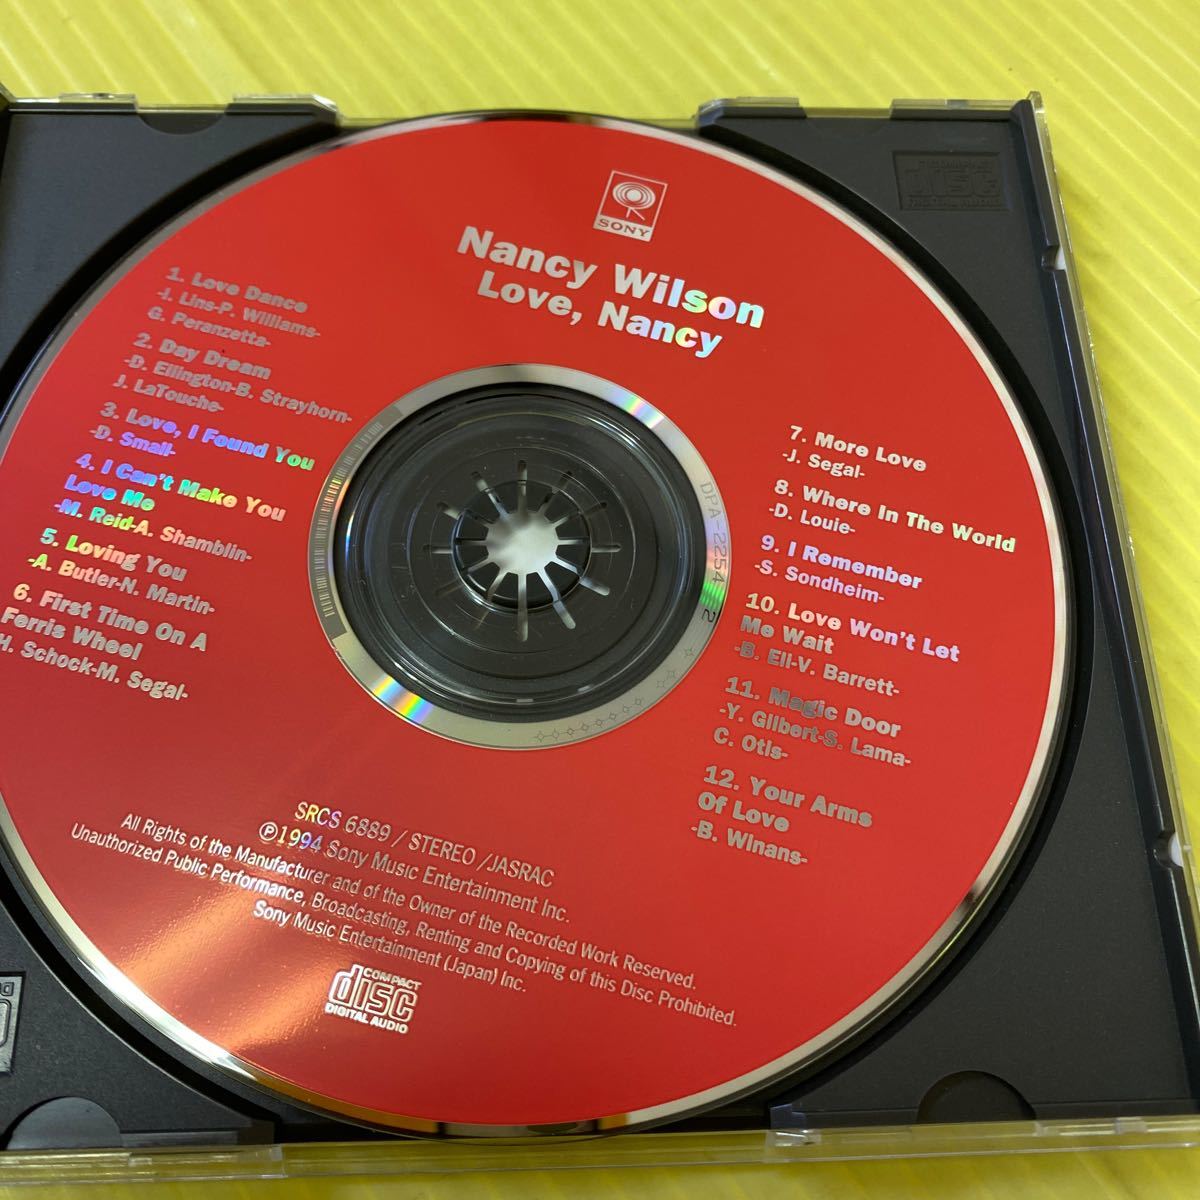 SONY
Nancy Wilson
Love, Nancy
1. Love Dance
-I. Lins-P. Williams-
G. Peranzetta-
2. Day Dream
-D. Ellington-B. Strayhorn-
J. LaTouche-
3. Love, I Found You
-D. Small-
4. I Can't Make You
Love Me
-M. Reid-A. Shamblin-
5. Loving You
-A. Butler-N. Martin-
6. First Time On A
Ferris Wheel
H. Schock-M. Segal-
7. More Love
-J. Segal-
8. Where In The World
-D. Louie-
9. I Remember
-S. Sondheim-
10. Love Won't Let
Me Wait
-B. Eli-V. Barrett-
11. Magic Door
-Y. Gilbert-S. Lama-
C. Otis-
12. Your Arms
Of Love
-B. Winans-
DPA-2254 2
SRCS 6889 / STEREO /JASRAC
℗1994 Sony Music Entertainment Inc.
All Rights of the Manufacturer and of the Owner of the Recorded Work Reserved.
Unauthorized Public Performance, Broadcasting, Renting and Copying of this Disc Prohibited.
Sony Music Entertainment (Japan) Inc.
COMPACT
disc
DIGITAL AUDIO
COMPACT
disc
DIGITAL AUDIO